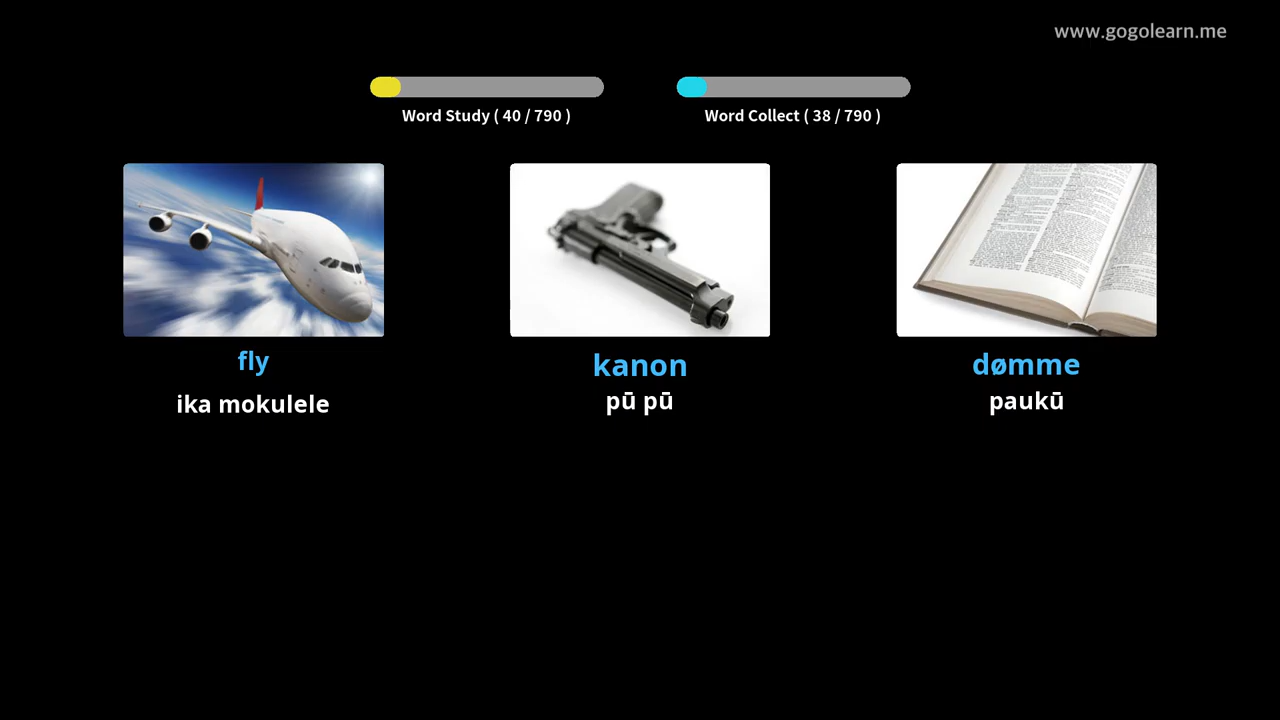 www.gogolearn.me
Word Study ( 40 / 790 )
Word Collect ( 38 / 790 )
fly
kanon
dømme
ika mokulele
pū pū
paukū